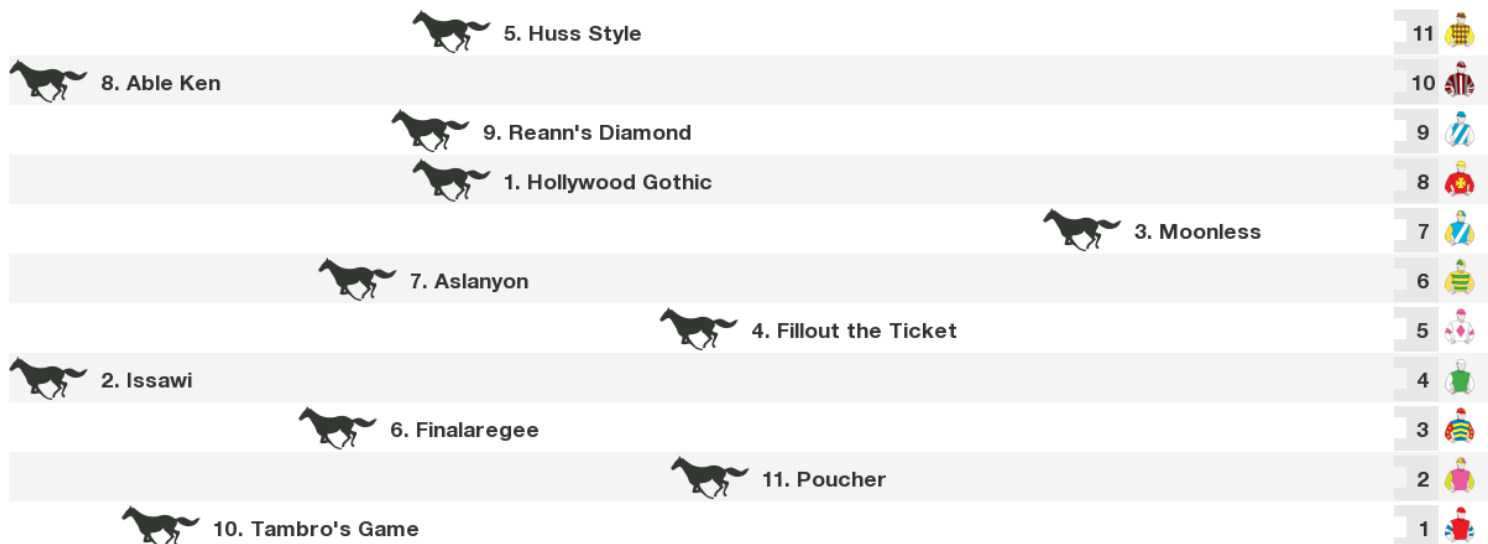 5. Huss Style 11
8. Able Ken 10
9. Reann's Diamond 9
1. Hollywood Gothic 8
3. Moonless 7
7. Aslanyon 6
4. Fillout the Ticket 5
2. Issawi 4
6. Finalaregee 3
11. Poucher 2
10. Tambro's Game 1